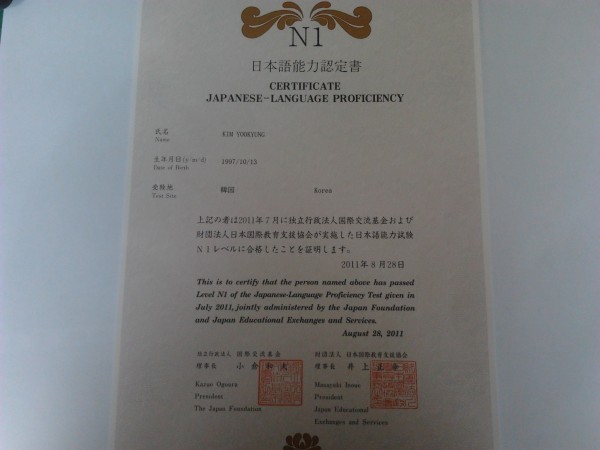 N1
日本語能力認定書
CERTIFICATE
JAPANESE-LANGUAGE PROFICIENCY
氏名
Name
KIM
生年月日(y/m/d)
Date of Birth
1997/10/13
受験地
Test Site
韓国 Korea
上記の者は2011年7月に独立行政法人国際交流基金および
財団法人日本国際教育支援協会が実施した日本語能力試験
N1レベルに合格したことを証明します。
2011年8月28日
This is to certify that the person named above has passed
Level N1 of the Japanese-Language Proficiency Test given in
July 2011, jointly administered by the Japan Foundation
and Japan Educational Exchanges and Services.
August 28, 2011
独立行政法人 国際交流基金
理事長 小倉和夫
Kazuo Ogoura
President
The Japan Foundation
財団法人 日本国際教育支援協会
理事長 井上正幸
Masayuki Inoue
President
Japan Educational
Exchanges and Services